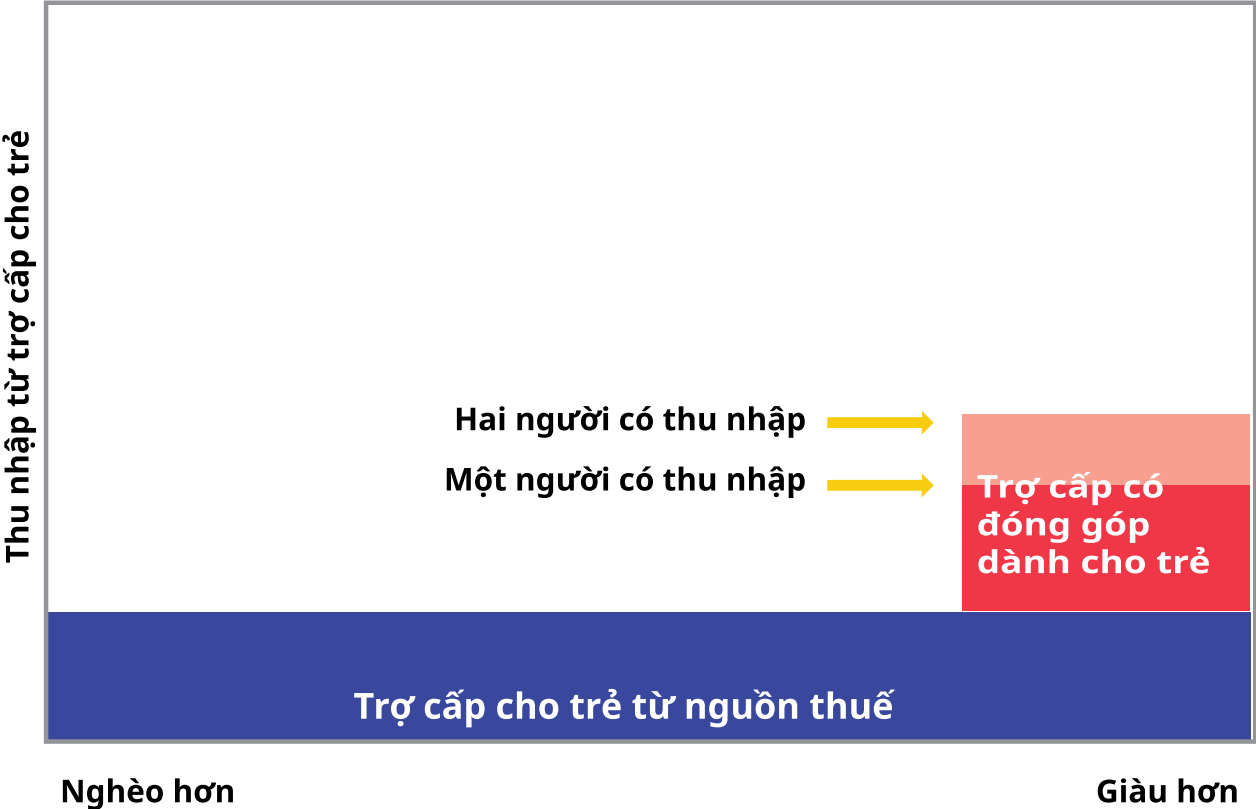 Thu nhập từ trợ cấp cho trẻ
Hai người có thu nhập
Một người có thu nhập
Trợ cấp có
đóng góp
dành cho trẻ
Trợ cấp cho trẻ từ nguồn thuế
Nghèo hơn
Giàu hơn